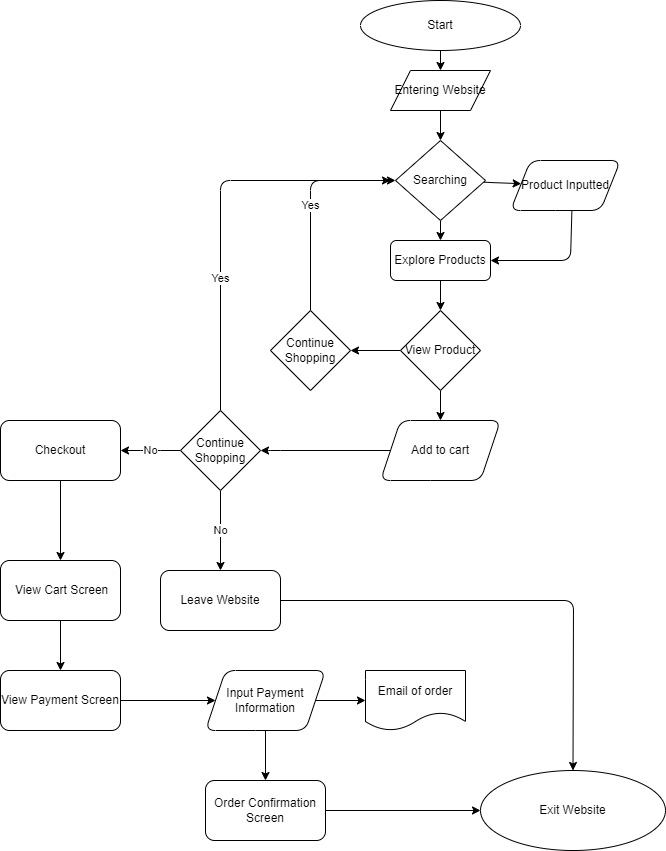 Start
Entering Website
Searching
Product Inputted
Yes
Explore Products
Yes
Continue
Shopping
View Product
Checkout
No
Continue
Shopping
Add to cart
No
View Cart Screen
Leave Website
View Payment Screen
Input Payment
Information
Email of order
Order Confirmation
Screen
Exit Website